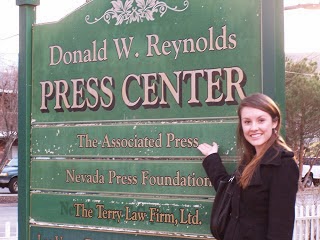 Donald W. Reynolds
PRESS CENTER
The Associated Press
Nevada Press Foundation
The Terry Law Firm, Ltd.